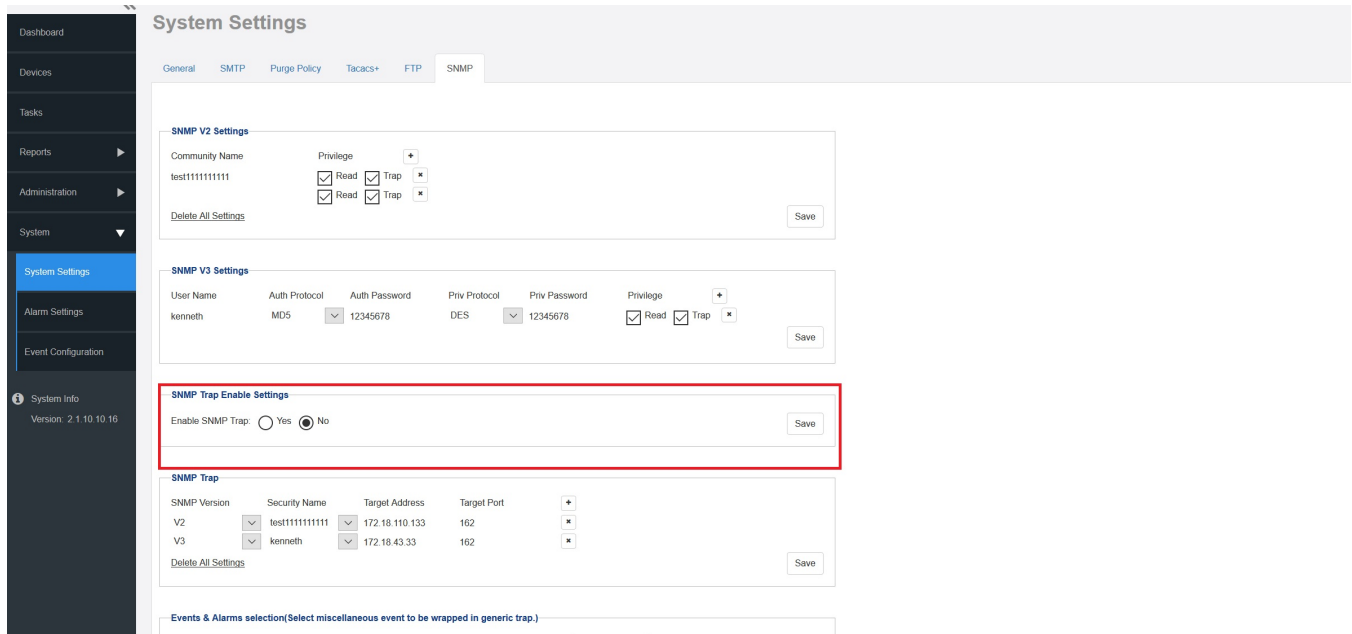 System Settings
Dashboard
Devices
Tasks
Reports
Administration
System
System Settings
Alarm Settings
Event Configuration
System Info
Version: 2.1.10.10.16
General SMTP Purge Policy Tacacs+ FTP SNMP
SNMP V2 Settings
Community Name Privilege +
test1111111111 Read Trap ×
Read Trap ×
Delete All Settings Save
SNMP V3 Settings
User Name Auth Protocol Auth Password Priv Protocol Priv Password Privilege +
kenneth MD5 12345678 DES 12345678 Read Trap ×
Save
SNMP Trap Enable Settings
Enable SNMP Trap: Yes No Save
SNMP Trap
SNMP Version Security Name Target Address Target Port +
V2 test1111111111 172.18.110.133 162 ×
V3 kenneth 172.18.43.33 162 ×
Delete All Settings Save
Events & Alarms selection(Select miscellaneous event to be wrapped in generic trap.)